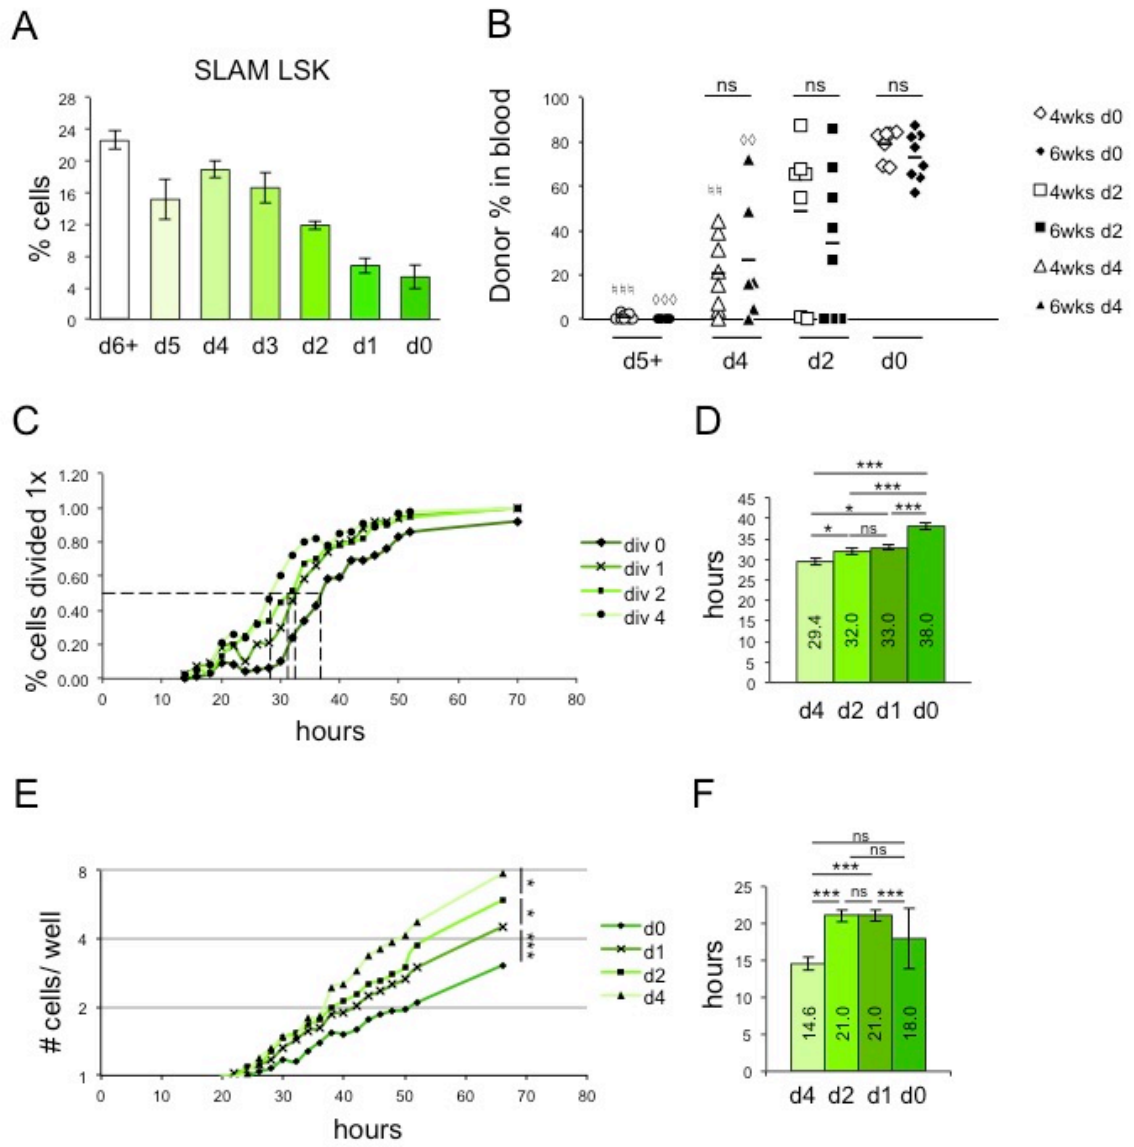 A
SLAM LSK
28
24
20
16
12
8
4
0
% cells
d6+ d5 d4 d3 d2 d1 d0
B
ns ns ns
100
80
60
40
20
0
Donor % in blood
♮♮♮ ◊◊◊ ♮♮ ◊◊
d5+ d4 d2 d0
4wks d0
6wks d0
4wks d2
6wks d2
4wks d4
6wks d4
C
1.20
1.00
0.80
0.60
0.40
0.20
0.00
% cells divided 1x
0 10 20 30 40 50 60 70 80
hours
div 0
div 1
div 2
div 4
D
***
***
* ***
* ns
45
40
35
30
25
20
15
10
5
0
hours
29.4 32.0 33.0 38.0
d4 d2 d1 d0
E
8
4
2
1
# cells/ well
0 10 20 30 40 50 60 70 80
hours
*
*
***
d0
d1
d2
d4
F
ns
ns
***
*** ns ***
25
20
15
10
5
0
hours
14.6 21.0 21.0 18.0
d4 d2 d1 d0